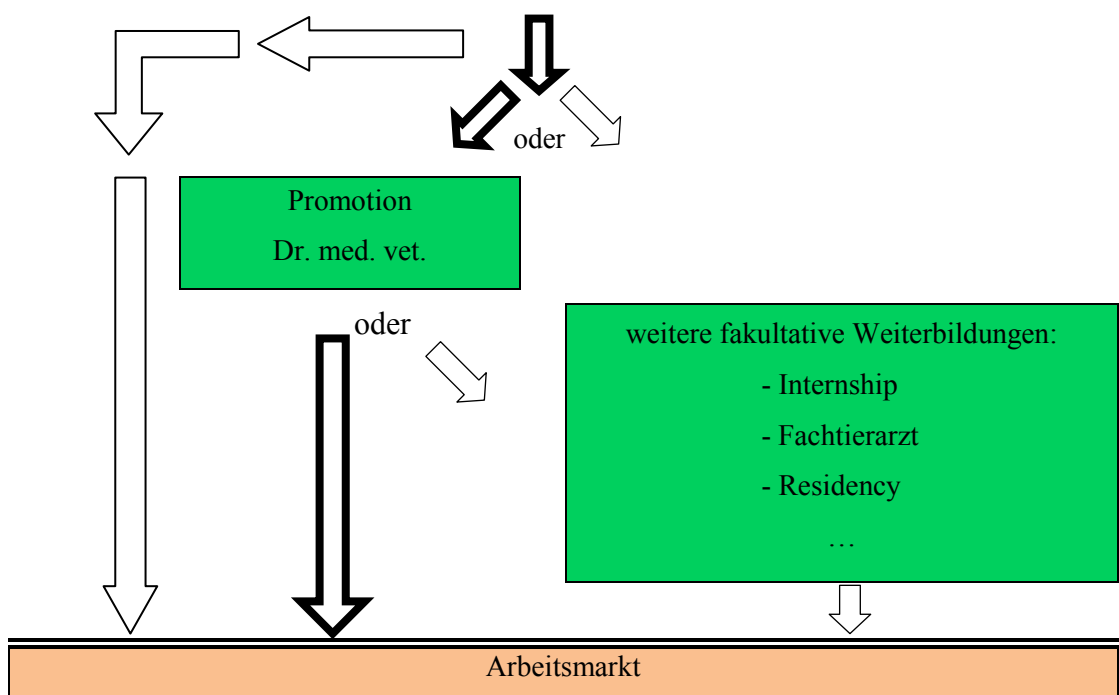 oder
Promotion
Dr. med. vet.
oder
weitere fakultative Weiterbildungen:
- Internship
- Fachtierarzt
- Residency
…
Arbeitsmarkt